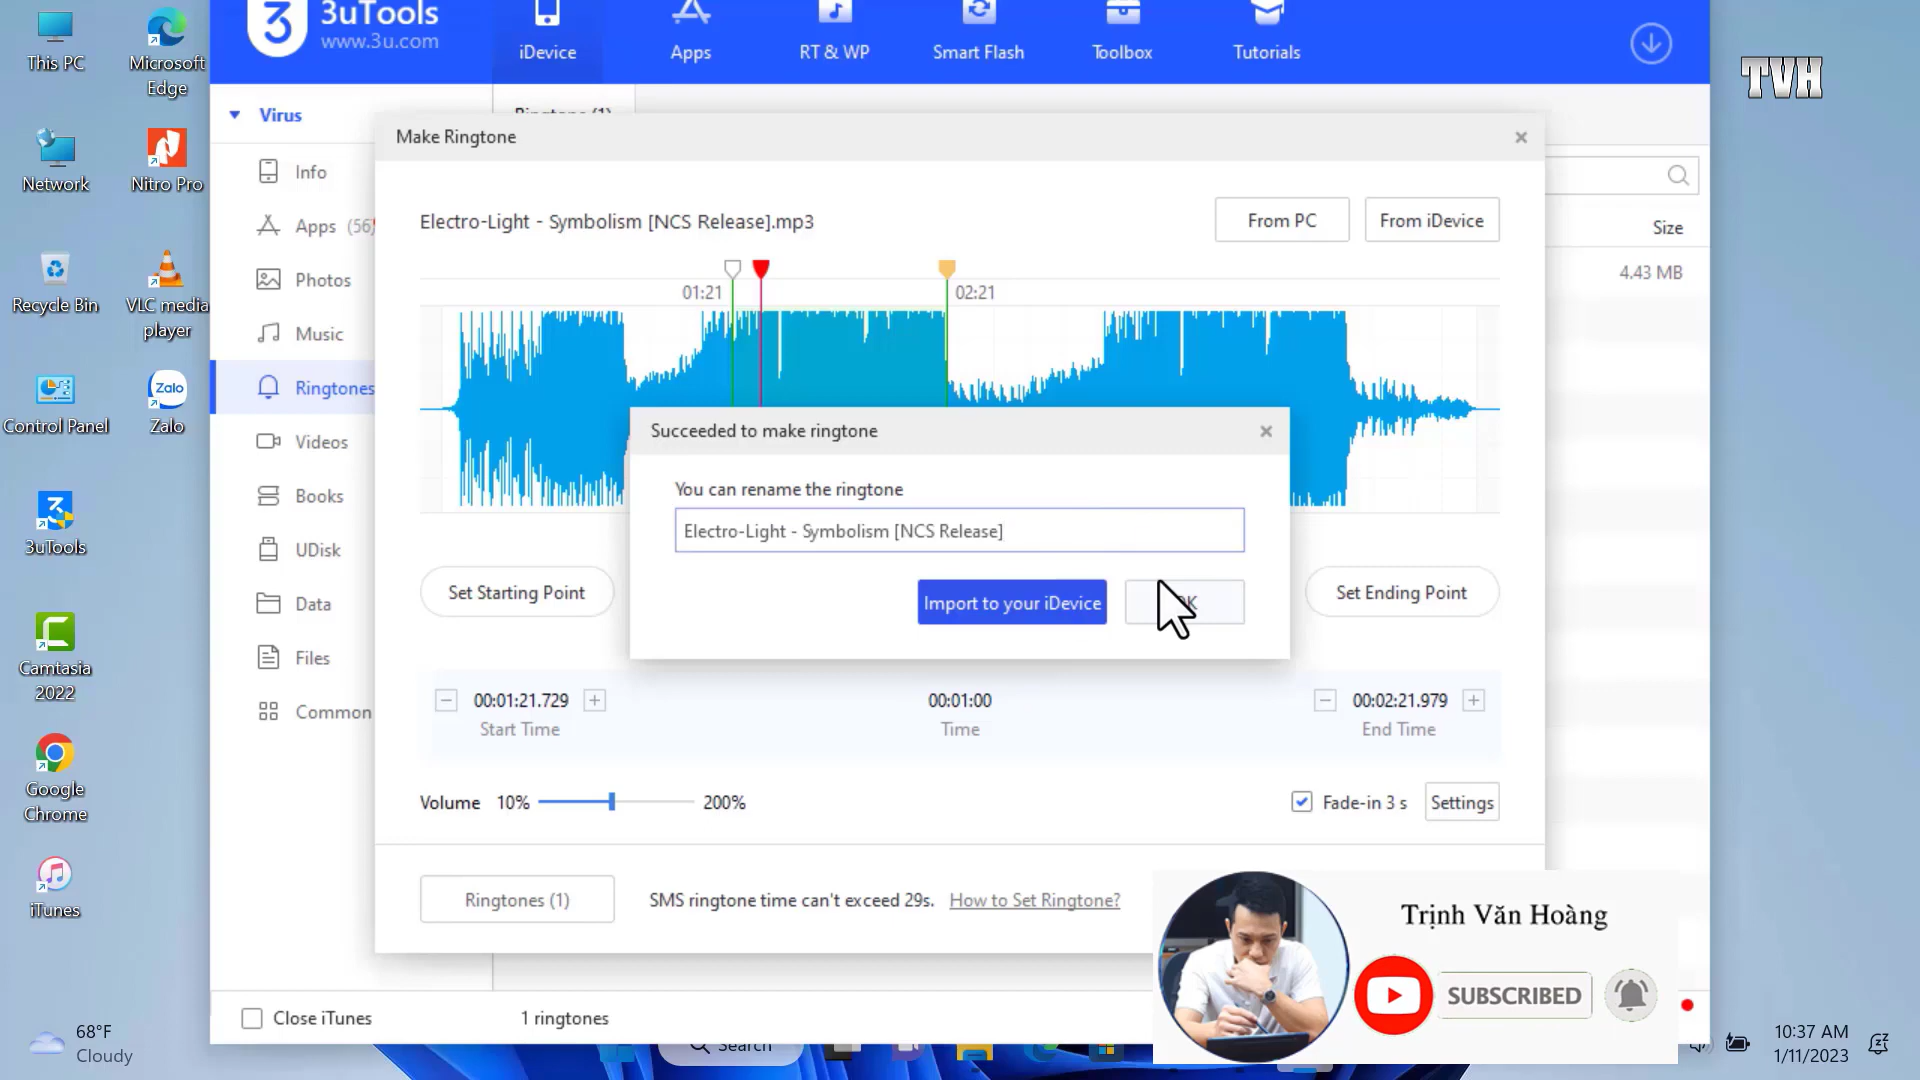 This PC
Microsoft
Edge
Network
Nitro Pro
Recycle Bin
VLC media
player
Control Panel
Zalo
Zalo
3uTools
Camtasia
2022
Google
Chrome
iTunes
68°F
Cloudy
3
3uTools
www.3u.com
iDevice
Apps
RT & WP
Smart Flash
Toolbox
Tutorials
TVH
Virus
Info
Apps (56)
Photos
Music
Ringtones
Videos
Books
UDisk
Data
Files
Common
Ringtone (1)
Size
4.43 MB
Make Ringtone
Electro-Light - Symbolism [NCS Release].mp3
From PC
From iDevice
01:21
02:21
Succeeded to make ringtone
You can rename the ringtone
Electro-Light - Symbolism [NCS Release]
Import to your iDevice
Set Starting Point
Set Ending Point
00:01:21.729
Start Time
00:01:00
Time
00:02:21.979
End Time
Volume 10%
200%
Fade-in 3 s
Settings
Ringtones (1)
SMS ringtone time can't exceed 29s. How to Set Ringtone?
Close iTunes
1 ringtones
Trịnh Văn Hoàng
SUBSCRIBED
Search
10:37 AM
1/11/2023